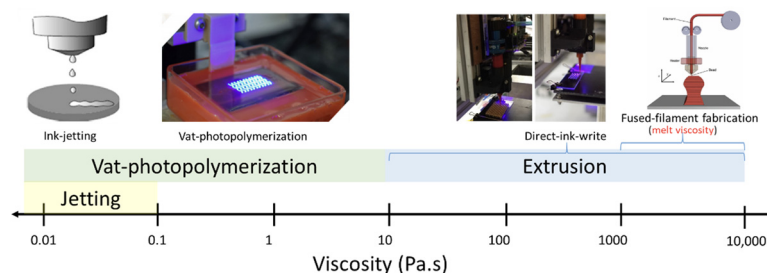 Ink-jetting
Vat-photopolymerization
Direct-ink-write
Fused-filament fabrication
(melt viscosity)
Vat-photopolymerization
Extrusion
Jetting
0.01
0.1
1
10
100
1000
10,000
Viscosity (Pa.s)